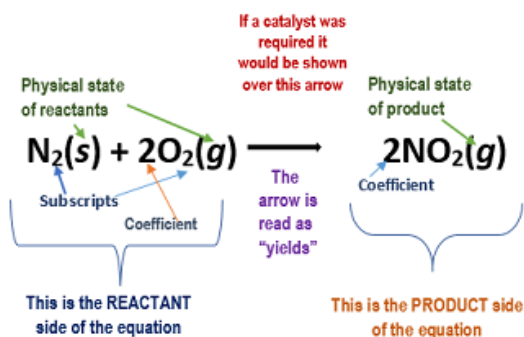 If a catalyst was
required it
would be shown
over this arrow
Physical state
of reactants
Physical state
of product
N₂(s) + 2O₂(g)
2NO₂(g)
Subscripts
Coefficient
The
arrow is
read as
“yields”
Coefficient
This is the REACTANT
side of the equation
This is the PRODUCT side
of the equation